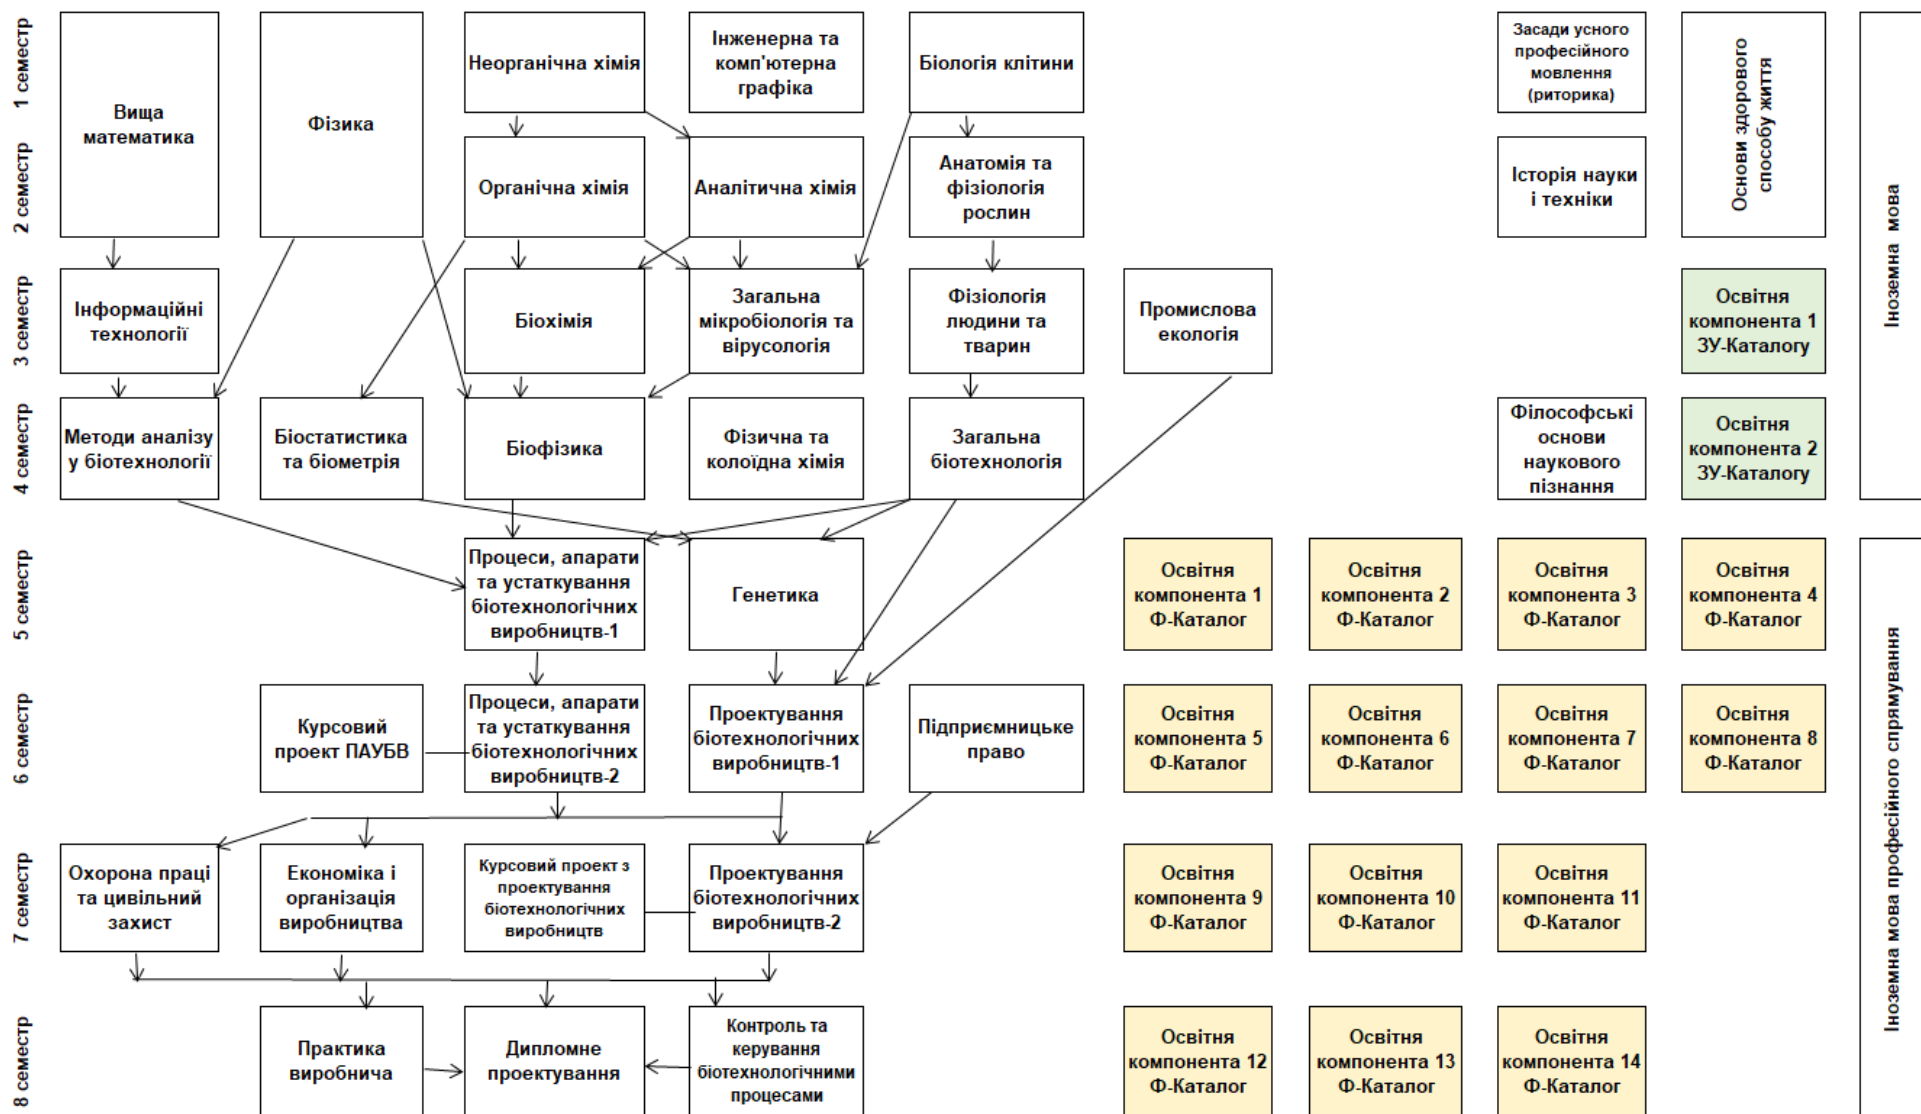 1 семестр
Вища
математика
Фізика
Неорганічна хімія
Інженерна та
комп'ютерна
графіка
Біологія клітини
Засади усного
професійного
мовлення
(риторика)
Основи здорового
способу життя
Іноземна мова
2 семестр
Органічна хімія
Аналітична хімія
Анатомія та
фізіологія
рослин
Історія науки
і техніки
3 семестр
Інформаційні
технології
Біохімія
Загальна
мікробіологія та
вірусологія
Фізіологія
людини та
тварин
Промислова
екологія
Освітня
компонента 1
ЗУ-Каталогу
4 семестр
Методи аналізу
у біотехнології
Біостатистика
та біометрія
Біофізика
Фізична та
колоїдна хімія
Загальна
біотехнологія
Філософські
основи
наукового
пізнання
Освітня
компонента 2
ЗУ-Каталогу
5 семестр
Процеси, апарати
та устаткування
біотехнологічних
виробництв-1
Генетика
Освітня
компонента 1
Ф-Каталог
Освітня
компонента 2
Ф-Каталог
Освітня
компонента 3
Ф-Каталог
Освітня
компонента 4
Ф-Каталог
Іноземна мова професійного спрямування
6 семестр
Курсовий
проект ПАУБВ
Процеси, апарати
та устаткування
біотехнологічних
виробництв-2
Проектування
біотехнологічних
виробництв-1
Підприємницьке
право
Освітня
компонента 5
Ф-Каталог
Освітня
компонента 6
Ф-Каталог
Освітня
компонента 7
Ф-Каталог
Освітня
компонента 8
Ф-Каталог
7 семестр
Охорона праці
та цивільний
захист
Економіка і
організація
виробництва
Курсовий проект з
проектування
біотехнологічних
виробництв
Проектування
біотехнологічних
виробництв-2
Освітня
компонента 9
Ф-Каталог
Освітня
компонента 10
Ф-Каталог
Освітня
компонента 11
Ф-Каталог
8 семестр
Практика
виробнича
Дипломне
проектування
Контроль та
керування
біотехнологічними
процесами
Освітня
компонента 12
Ф-Каталог
Освітня
компонента 13
Ф-Каталог
Освітня
компонента 14
Ф-Каталог